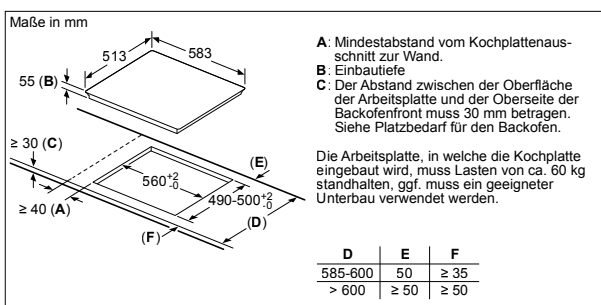 Maße in mm
513
583
55 (B)
≥ 30 (C)
(E)
560+2-0
490-500+2-0
≥ 40 (A)
(D)
(F)
A: Mindestabstand vom Kochplattenaus-
schnitt zur Wand.
B: Einbautiefe
C: Der Abstand zwischen der Oberfläche
der Arbeitsplatte und der Oberseite der
Backofenfront muss 30 mm betragen.
Siehe Platzbedarf für den Backofen.
Die Arbeitsplatte, in welche die Kochplatte
eingebaut wird, muss Lasten von ca. 60 kg
standhalten, ggf. muss ein geeigneter
Unterbau verwendet werden.
D E F
585-600 50 ≥ 35
> 600 ≥ 50 ≥ 50